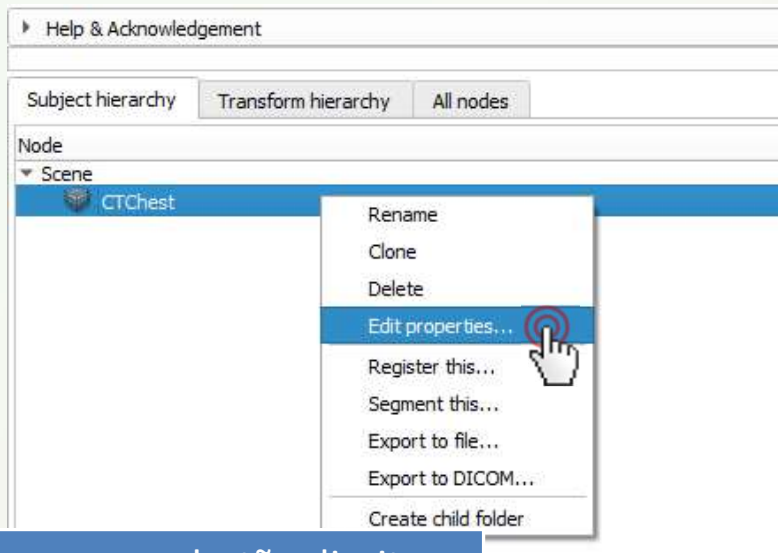 Help & Acknowledgement
Subject hierarchy Transform hierarchy All nodes
Node
Scene
CTChest
Rename
Clone
Delete
Edit properties...
Register this...
Segment this...
Export to file...
Export to DICOM...
Create child folder